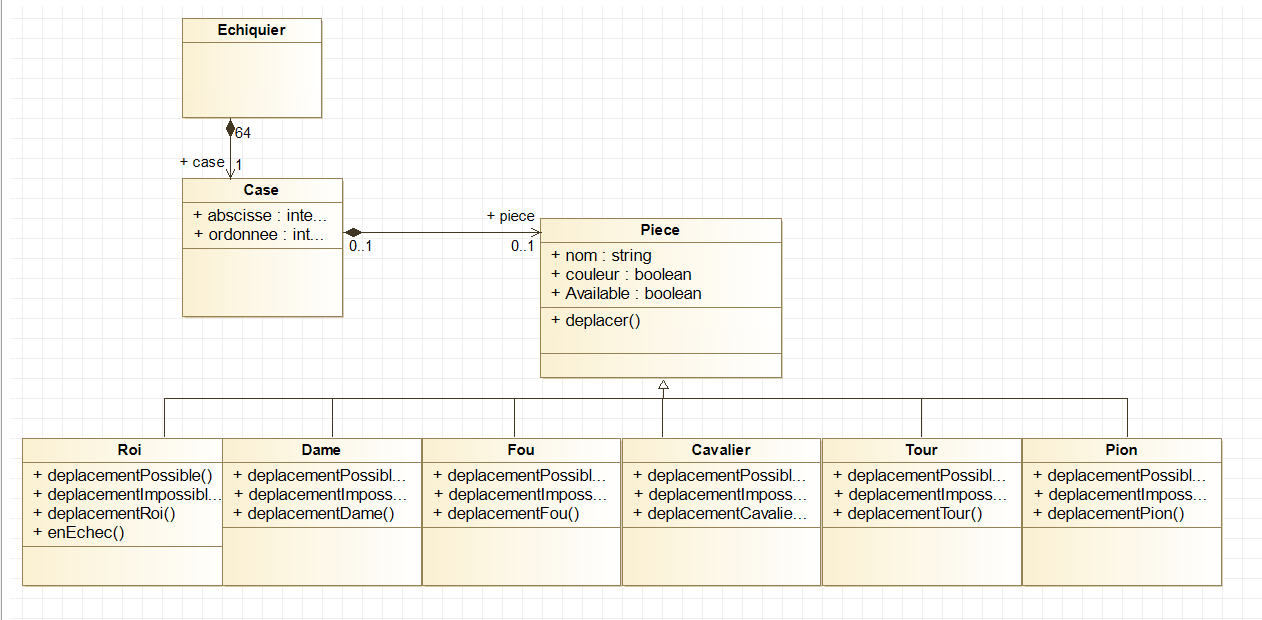 Echiquier
64
+ case
1
Case
+ abscisse : inte...
+ ordonnee : int...
0..1
+ piece
0..1
Piece
+ nom : string
+ couleur : boolean
+ Available : boolean
+ deplacer()
Roi
+ deplacementPossible()
+ deplacementImpossibl...
+ deplacementRoi()
+ enEchec()
Dame
+ deplacementPossibl...
+ deplacementImposs...
+ deplacementDame()
Fou
+ deplacementPossibl...
+ deplacementImposs...
+ deplacementFou()
Cavalier
+ deplacementPossibl...
+ deplacementImposs...
+ deplacementCavalie...
Tour
+ deplacementPossibl...
+ deplacementImposs...
+ deplacementTour()
Pion
+ deplacementPossibl...
+ deplacementImposs...
+ deplacementPion()